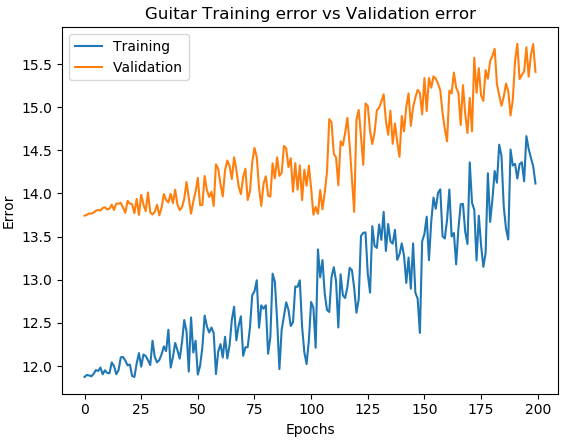 Guitar Training error vs Validation error
Training
Validation
15.5
15.0
14.5
14.0
13.5
13.0
12.5
12.0
Error
0 25 50 75 100 125 150 175 200
Epochs